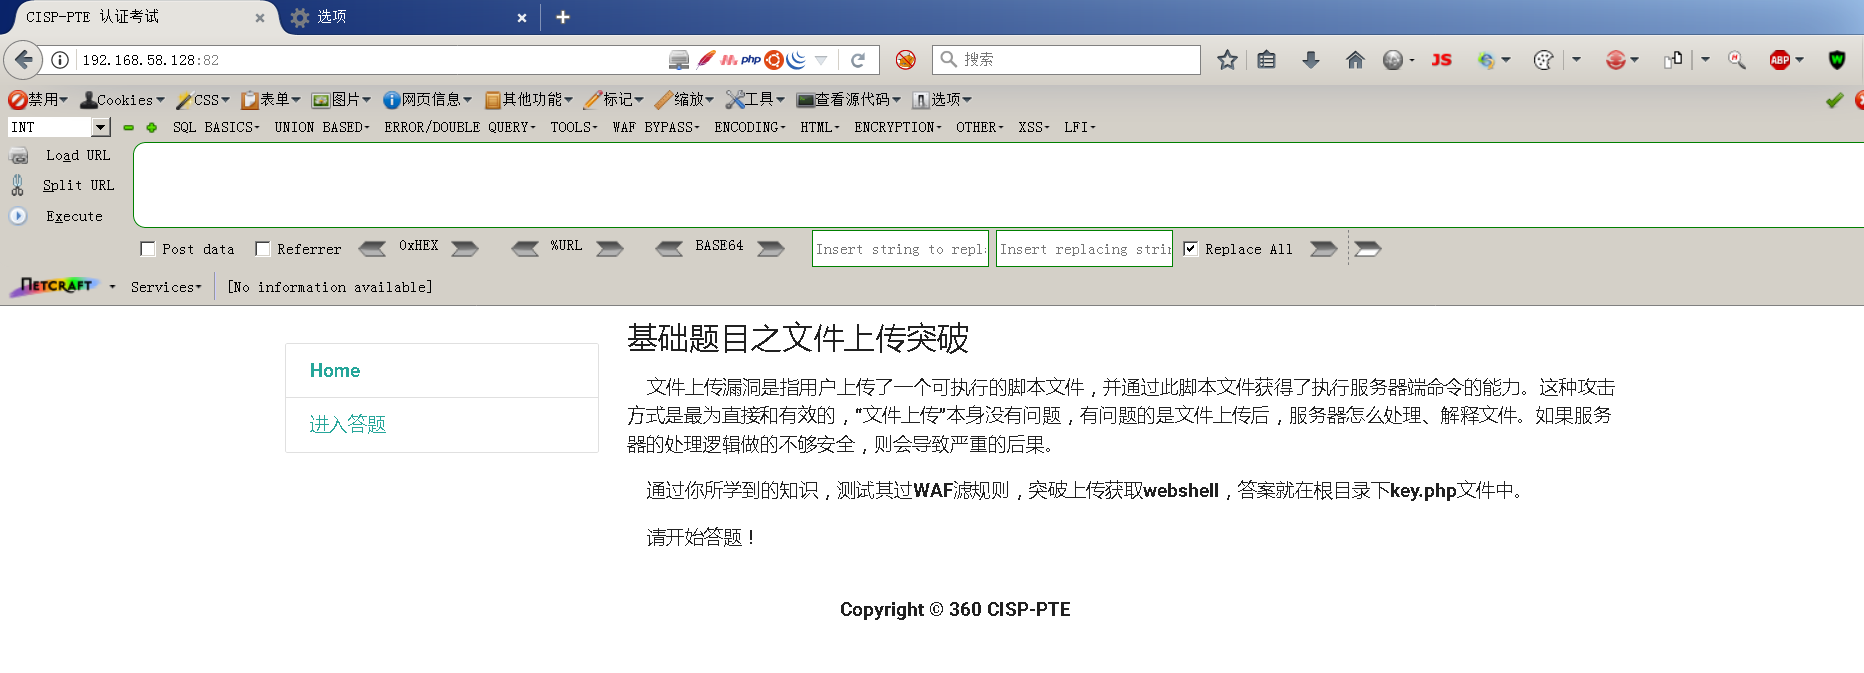 CISP-PTE 认证考试
选项
192.168.58.128:82
php
搜索
JS
ABP
W
禁用 Cookies CSS 表单 图片 网页信息 其他功能 标记 缩放 工具 查看源代码 选项
INT SQL BASICS UNION BASED ERROR/DOUBLE QUERY TOOLS WAF BYPASS ENCODING HTML ENCRYPTION OTHER XSS LFI
Load URL
Split URL
Execute
Post data Referrer 0xHEX %URL BASE64 Insert string to repl Insert replacing strin Replace All
NETCRAFT Services [No information available]
基础题目之文件上传突破
Home
进入答题
文件上传漏洞是指用户上传了一个可执行的脚本文件，并通过此脚本文件获得了执行服务器端命令的能力。这种攻击
方式是最为直接和有效的，“文件上传”本身没有问题，有问题的是文件上传后，服务器怎么处理、解释文件。如果服务
器的处理逻辑做的不够安全，则会导致严重的后果。
通过你所学到的知识，测试其过WAF滤规则，突破上传获取webshell，答案就在根目录下key.php文件中。
请开始答题！
Copyright © 360 CISP-PTE